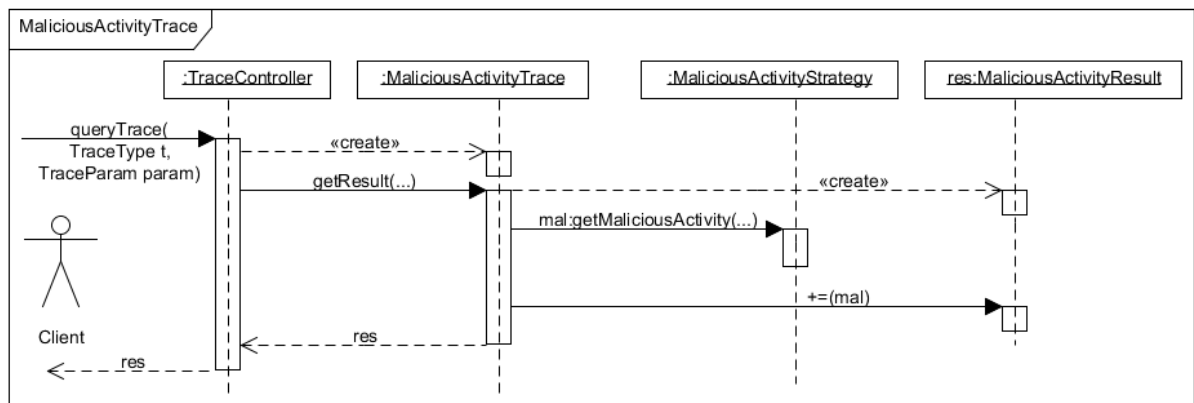 MaliciousActivityTrace
:TraceController
:MaliciousActivityTrace
:MaliciousActivityStrategy
res:MaliciousActivityResult
queryTrace(
TraceType t,
TraceParam param)
«create»
getResult(...)
«create»
mal:getMaliciousActivity(...)
+=(mal)
Client
res
res